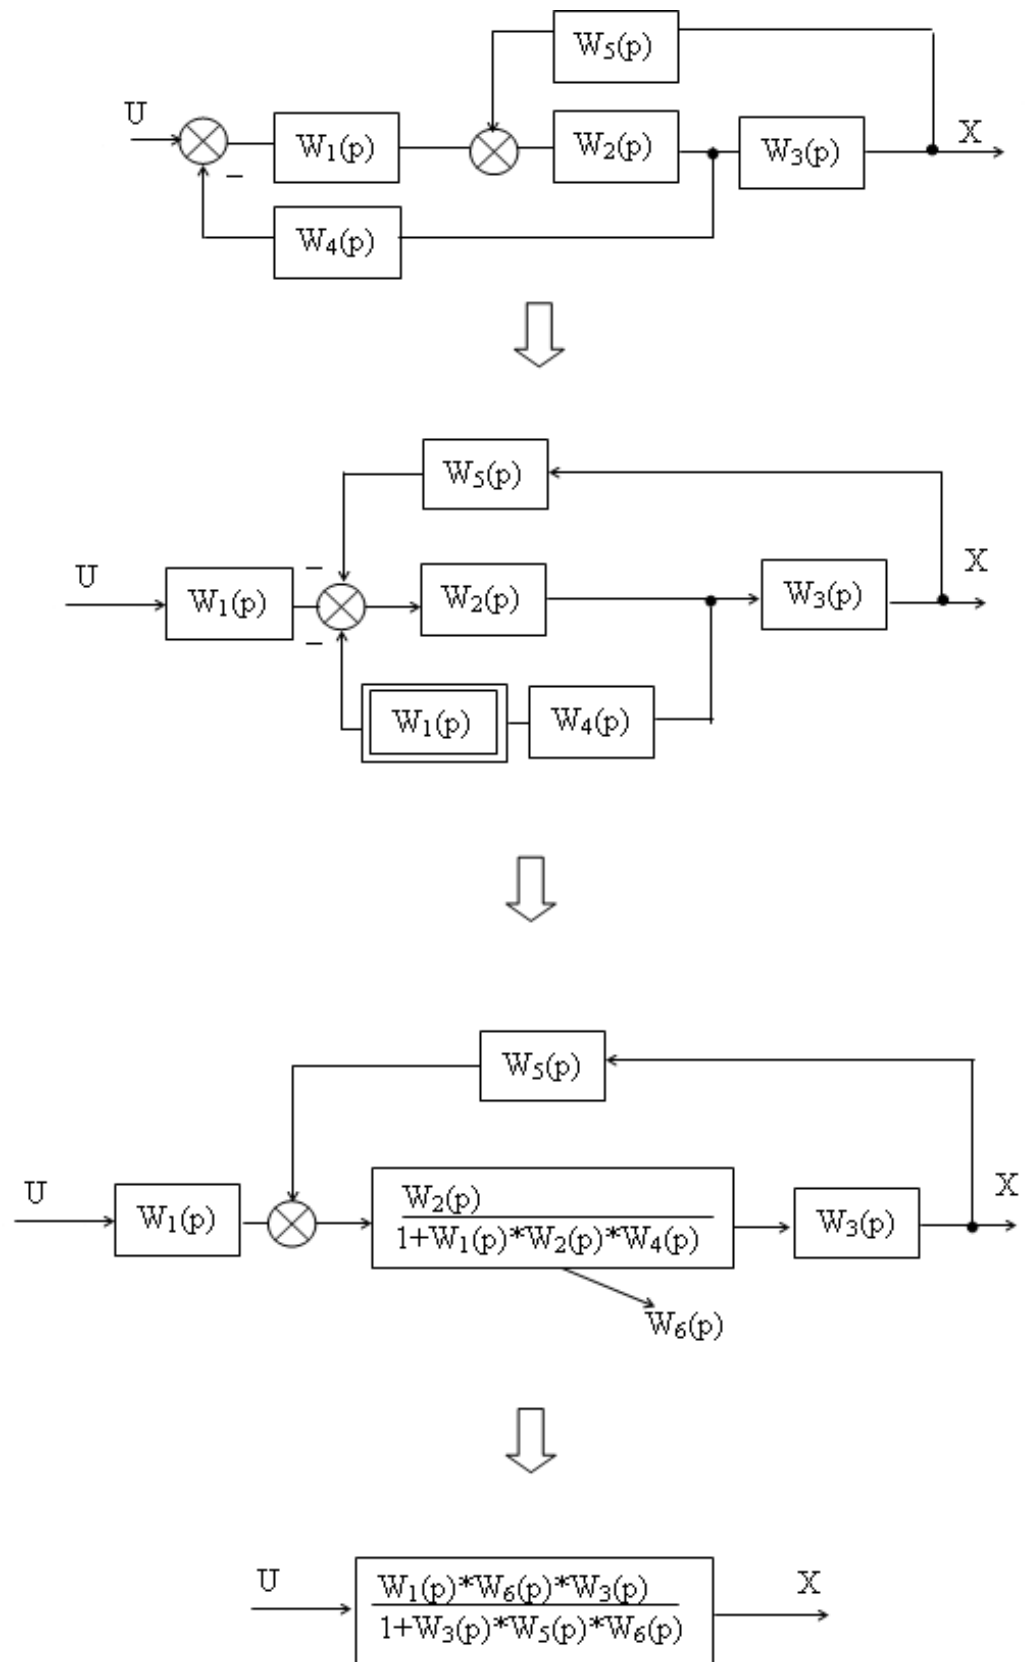 W5(p)
U
W1(p)
W2(p)
W3(p)
X
–
W4(p)
W5(p)
U
W1(p)
–
W2(p)
W3(p)
X
–
W1(p)
W4(p)
W5(p)
U
W1(p)
W2(p)
1+W1(p)*W2(p)*W4(p)
W3(p)
X
W6(p)
U
W1(p)*W6(p)*W3(p)
1+W3(p)*W5(p)*W6(p)
X